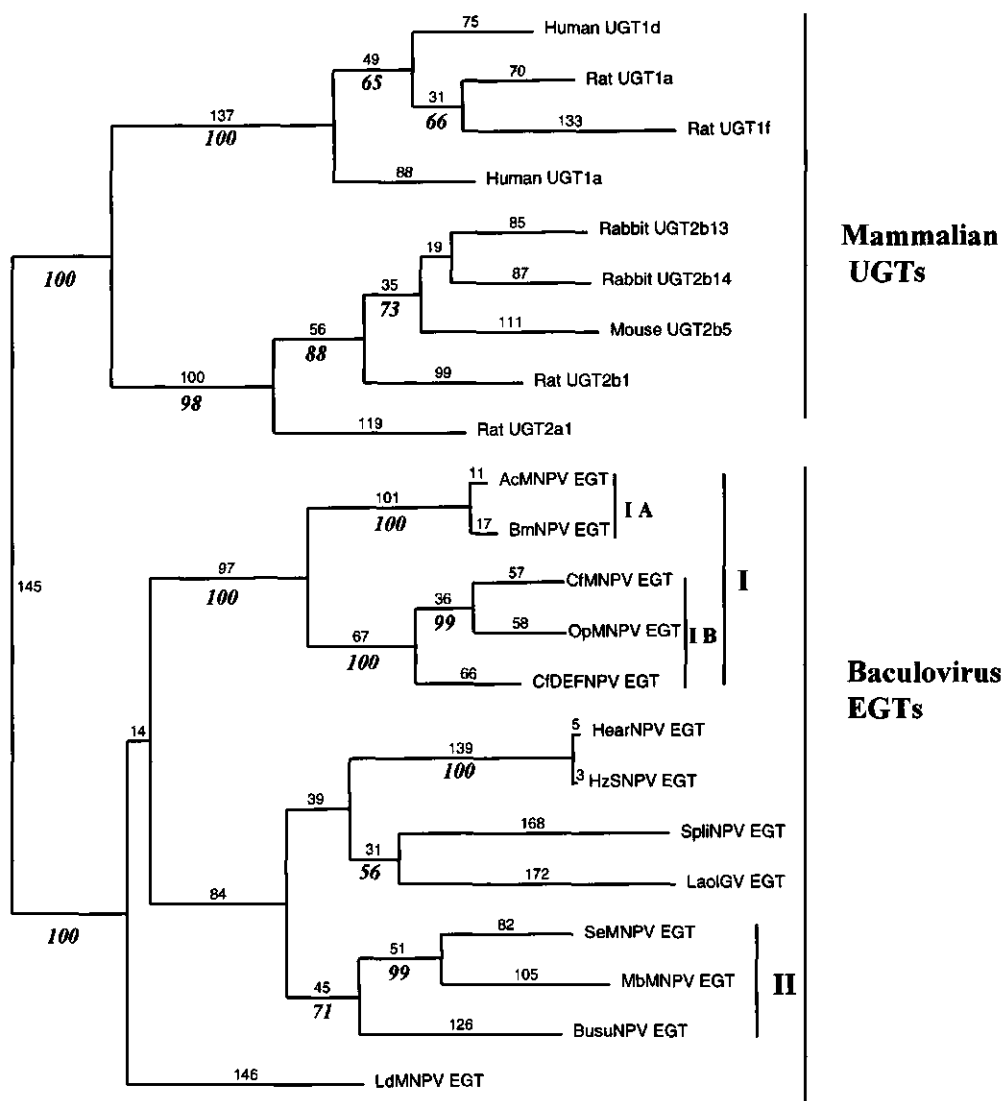 75
Human UGT1d
49
65
70
Rat UGT1a
31
66
133
Rat UGT1f
137
100
88
Human UGT1a
100
85
Rabbit UGT2b13
19
87
Rabbit UGT2b14
35
73
111
Mouse UGT2b5
56
88
99
Rat UGT2b1
100
98
119
Rat UGT2a1
Mammalian
UGTs
145
11
AcMNPV EGT
101
100
17
BmNPV EGT
I A
97
100
57
CfMNPV EGT
36
99
58
OpMNPV EGT
I B
67
100
66
CfDEFNPV EGT
I
14
5
HearNPV EGT
139
100
3
HzSNPV EGT
39
168
SpliNPV EGT
31
56
172
LaolGV EGT
84
82
SeMNPV EGT
51
99
105
MbMNPV EGT
45
71
126
BusuNPV EGT
II
100
146
LdMNPV EGT
Baculovirus
EGTs